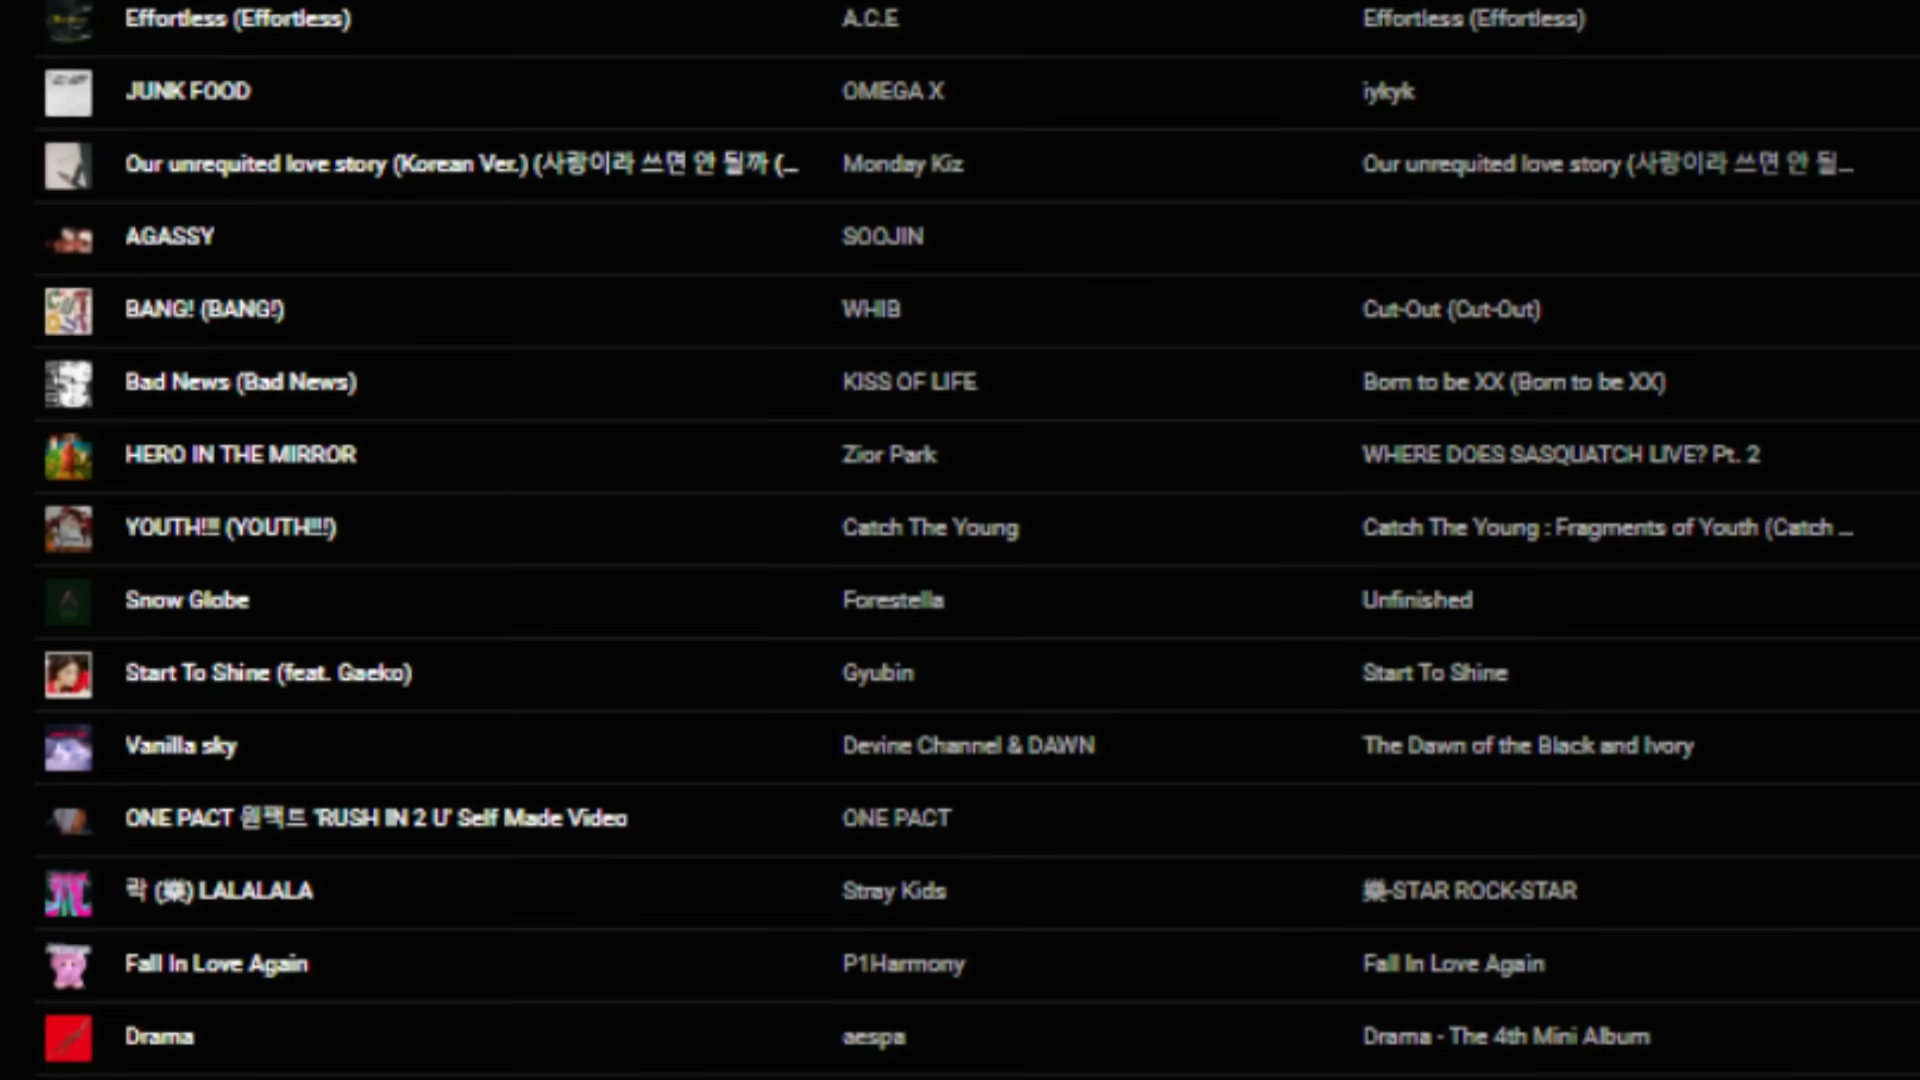 Effortless (Effortless) A.C.E Effortless (Effortless)
JUNK FOOD OMEGA X iykyk
Our unrequited love story (Korean Ver.) (사랑이라 쓰면 안 될까 (... Monday Kiz Our unrequited love story (사랑이라 쓰면 안 될...
AGASSY SOOJIN
BANG! (BANG!) WHIB Cut-Out (Cut-Out)
Bad News (Bad News) KISS OF LIFE Born to be XX (Born to be XX)
HERO IN THE MIRROR Zior Park WHERE DOES SASQUATCH LIVE? Pt. 2
YOUTH!!! (YOUTH!!!) Catch The Young Catch The Young : Fragments of Youth (Catch ...
Snow Globe Forestella Unfinished
Start To Shine (feat. Gaeko) Gyubin Start To Shine
Vanilla sky Devine Channel & DAWN The Dawn of the Black and Ivory
ONE PACT 원팩트 'RUSH IN 2 U' Self Made Video ONE PACT
락 (樂) LALALALA Stray Kids 樂-STAR ROCK-STAR
Fall In Love Again P1Harmony Fall In Love Again
Drama aespa Drama - The 4th Mini Album